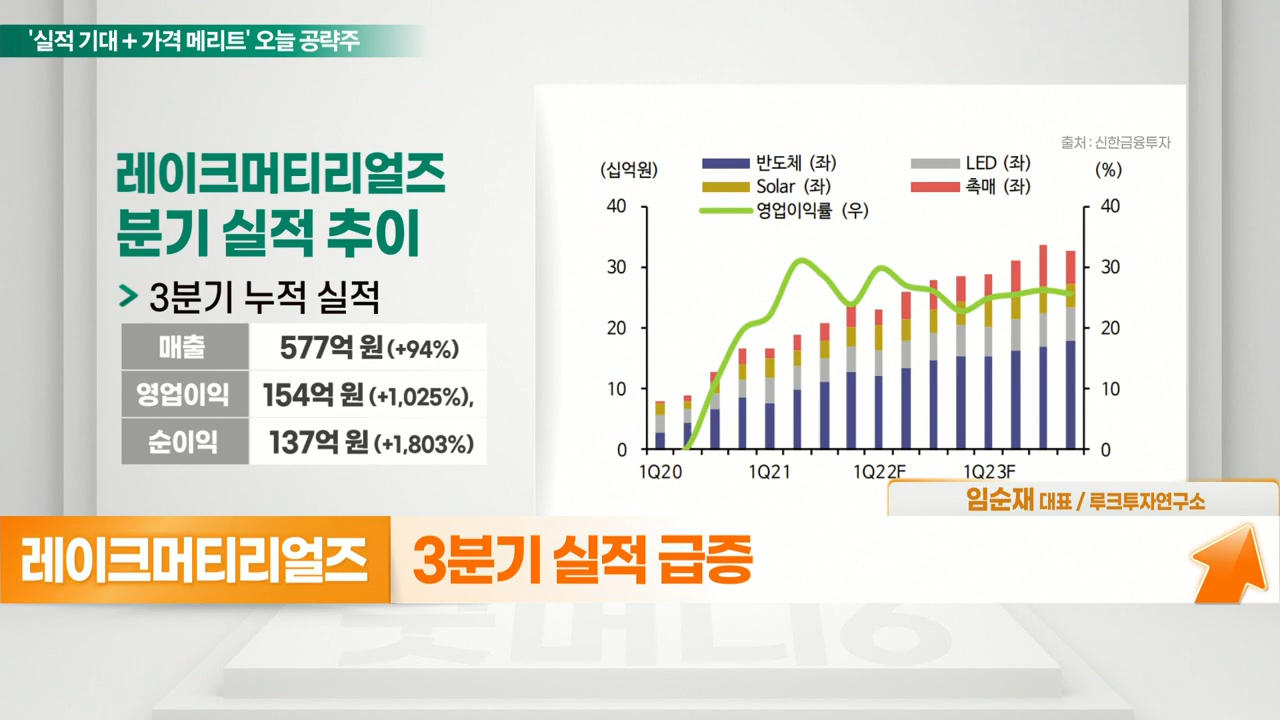 '실적 기대 + 가격 메리트' 오늘 공략주
레이크머티리얼즈
분기 실적 추이
> 3분기 누적 실적
매출 577억 원 (+94%)
영업이익 154억 원 (+1,025%),
순이익 137억 원 (+1,803%)
출처 : 신한금융투자
(십억원) 반도체 (좌) LED (좌) (%)
Solar (좌) 촉매 (좌)
영업이익률 (우)
40 40
30 30
20 20
10 10
0 0
1Q20 1Q21 1Q22F 1Q23F
임순재 대표 / 루크투자연구소
레이크머티리얼즈 3분기 실적 급증
굿머니6